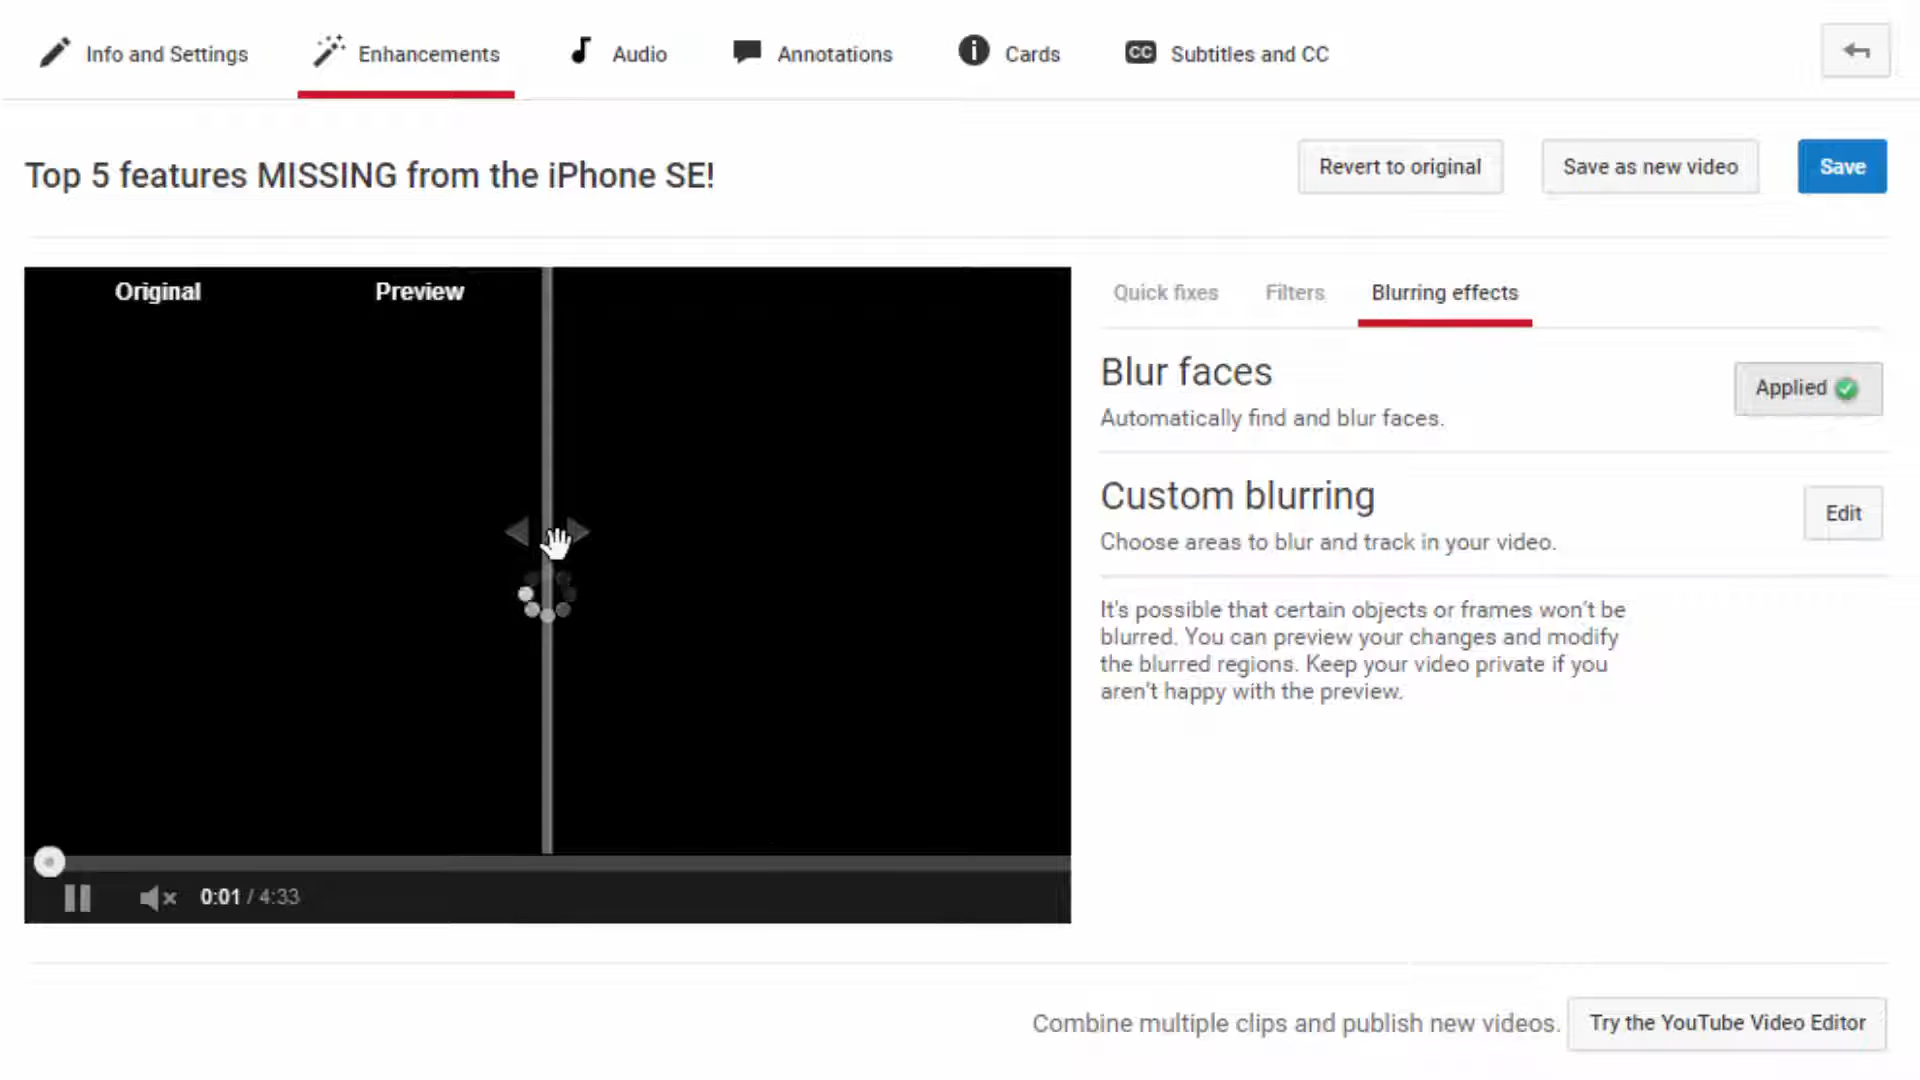 Info and Settings
Enhancements
Audio
Annotations
Cards
CC Subtitles and CC
Top 5 features MISSING from the iPhone SE!
Revert to original
Save as new video
Save
Original
Preview
0:01 / 4:33
Quick fixes
Filters
Blurring effects
Blur faces
Automatically find and blur faces.
Applied
Custom blurring
Choose areas to blur and track in your video.
Edit
It's possible that certain objects or frames won't be
blurred. You can preview your changes and modify
the blurred regions. Keep your video private if you
aren't happy with the preview.
Combine multiple clips and publish new videos.
Try the YouTube Video Editor